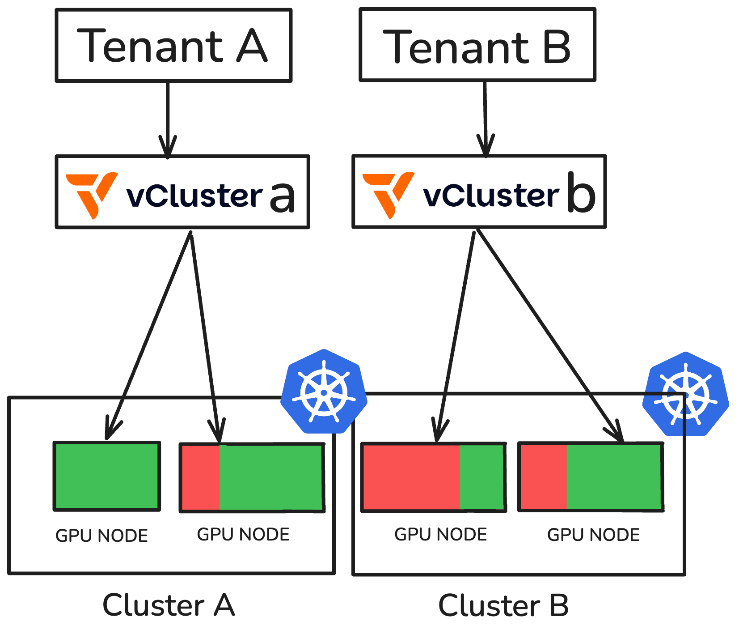 Tenant A
Tenant B
vCluster a
vCluster b
GPU NODE
GPU NODE
GPU NODE
GPU NODE
Cluster A
Cluster B